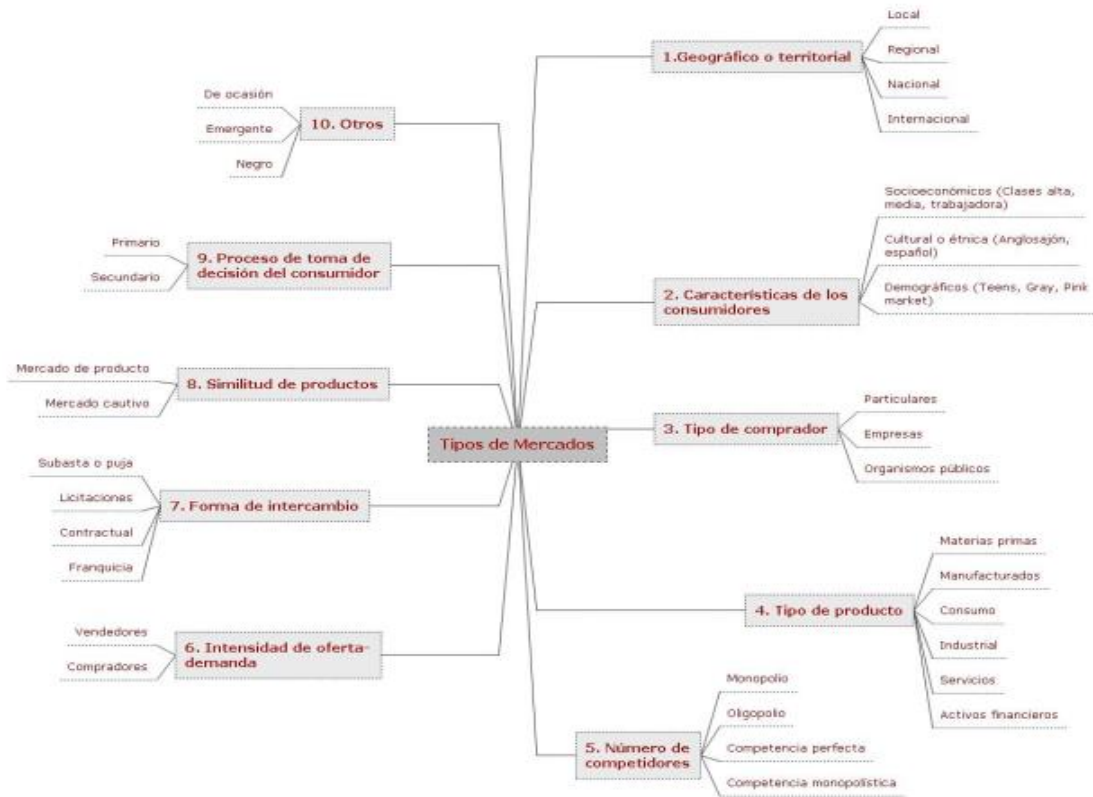 Tipos de Mercados
1.Geográfico o territorial
Local
Regional
Nacional
Internacional
2. Características de los
consumidores
Socioeconómicos (Clases alta,
media, trabajadora)
Cultural o étnica (Anglosajón,
español)
Demográficos (Teens, Gray, Pink
market)
3. Tipo de comprador
Particulares
Empresas
Organismos públicos
4. Tipo de producto
Materias primas
Manufacturados
Consumo
Industrial
Servicios
Activos financieros
5. Número de
competidores
Monopolio
Oligopolio
Competencia perfecta
Competencia monopolística
6. Intensidad de oferta-
demanda
Vendedores
Compradores
7. Forma de intercambio
Subasta o puja
Licitaciones
Contractual
Franquicia
8. Similitud de productos
Mercado de producto
Mercado cautivo
9. Proceso de toma de
decisión del consumidor
Primario
Secundario
10. Otros
De ocasión
Emergente
Negro